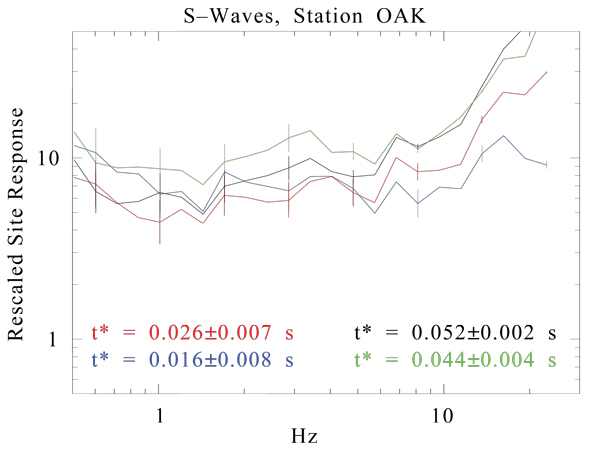 S–Waves, Station OAK
Rescaled Site Response
10
1
t* = 0.026±0.007 s
t* = 0.052±0.002 s
t* = 0.016±0.008 s
t* = 0.044±0.004 s
1
10
Hz